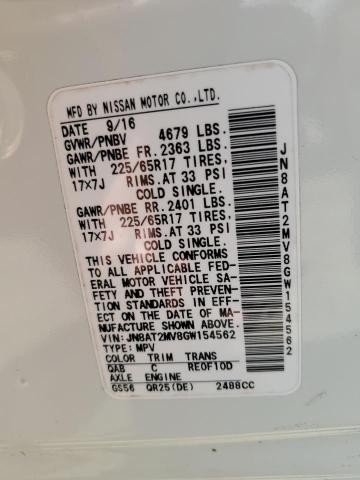 MFD BY NISSAN MOTOR CO.,LTD.
DATE 9/16
GVWR/PNBV 4679 LBS.
GAWR/PNBE FR. 2363 LBS.
WITH 225/65R17 TIRES,
17x7J RIMS.AT 33 PSI
COLD SINGLE.
GAWR/PNBE RR. 2401 LBS.
WITH 225/65R17 TIRES,
17x7J RIMS.AT 33 PSI
COLD SINGLE.
THIS VEHICLE CONFORMS
TO ALL APPLICABLE FED-
ERAL MOTOR VEHICLE SA-
FETY AND THEFT PREVEN-
TION STANDARDS IN EFF-
ECT ON THE DATE OF MA-
NUFACTURE SHOWN ABOVE.
VIN:JN8AT2MV8GW154562
TYPE: MPV
COLOR TRIM TRANS
QAB C RE0F10D
AXLE ENGINE
GS56 QR25(DE) 2488CC
JN8AT2MV8GW154562